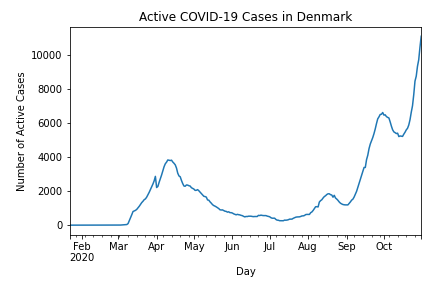 Active COVID-19 Cases in Denmark
Number of Active Cases
10000
8000
6000
4000
2000
0
Feb Mar Apr May Jun Jul Aug Sep Oct
2020
Day